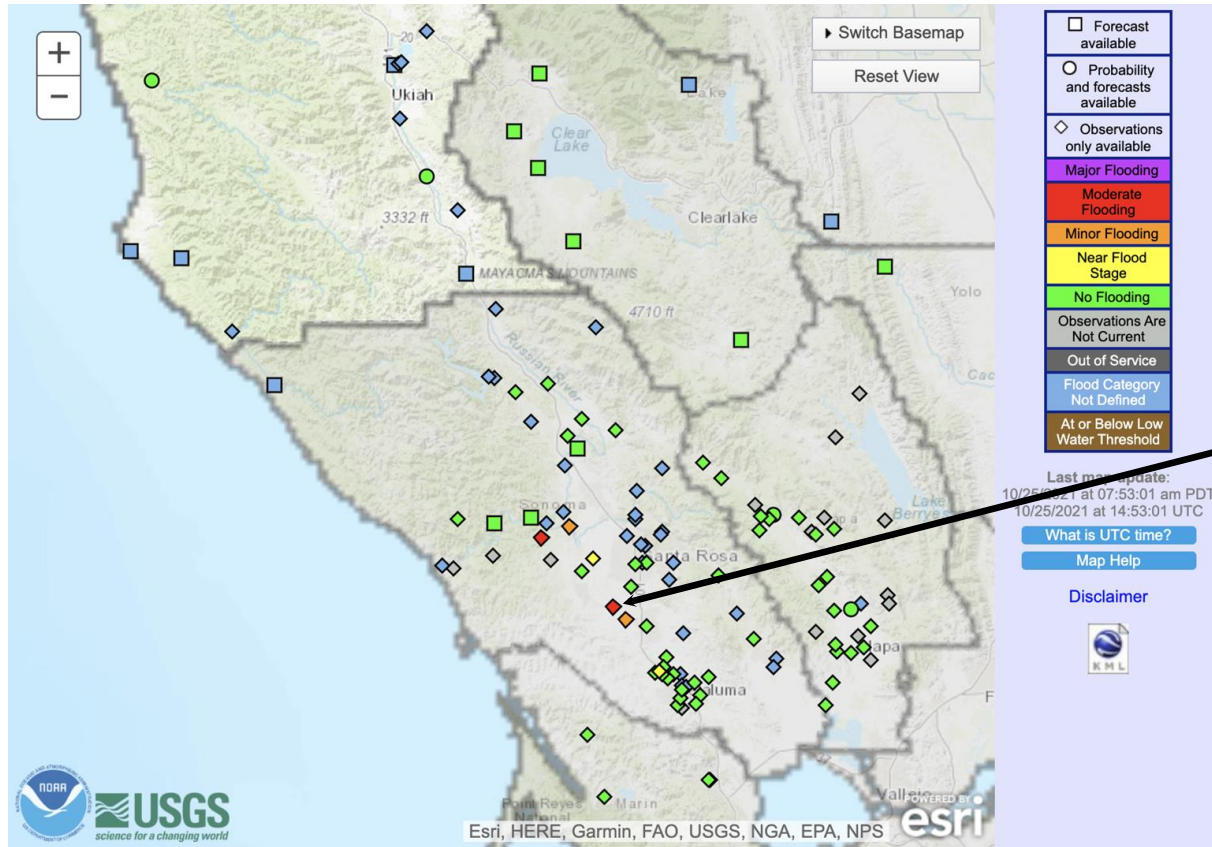 +
−
20
Ukiah
Lake
Clear
Lake
3332 ft
Clearlake
MAYACMAS MOUNTAINS
Yolo
4710 ft
Russian River
Cac
Sonoma
Lake
Berryes
Santa Rosa
Napa
Petaluma
F
Point Reyes
National
Marin
Vallejo
Switch Basemap
Reset View
NOAA
USGS
science for a changing world
Esri, HERE, Garmin, FAO, USGS, NGA, EPA, NPS
POWERED BY
esri
Forecast
available
Probability
and forecasts
available
Observations
only available
Major Flooding
Moderate
Flooding
Minor Flooding
Near Flood
Stage
No Flooding
Observations Are
Not Current
Out of Service
Flood Category
Not Defined
At or Below Low
Water Threshold
Last map update:
10/25/2021 at 07:53:01 am PDT
10/25/2021 at 14:53:01 UTC
What is UTC time?
Map Help
Disclaimer
KML